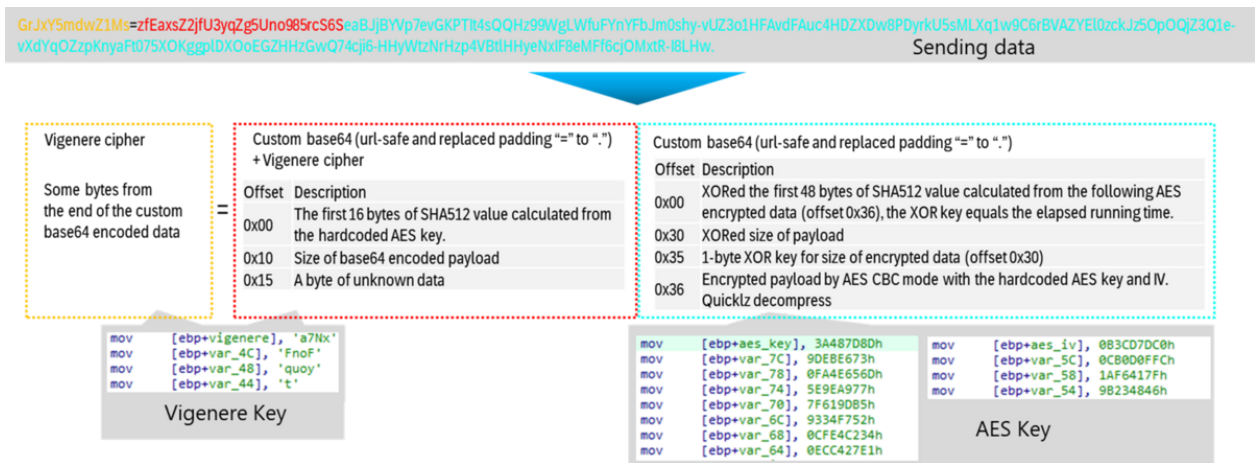 GrJxY5mdwZ1Ms=zfEaxsZ2jfU3yqZg5Uno985rcS6SeaBJjBYVp7evGKPTIt4sQQHz99WgLWfuFYnYFbJm0shy-vUZ3o1HFAvdFAuc4HDZXDw8PDyrkU5sMLXq1w9C6rBVAZYEl0zckJz5OpOQjZ3Q1e-
vXdYqOZzpKnyaFt075XOKggplDXOoEGZHHzGwQ74cji6-HHyWtzNrHzp4VBtlHHyeNxIF8eMFf6cjOMxtR-I8LHw.
Sending data
Vigenere cipher
Some bytes from
the end of the custom
base64 encoded data
=
Custom base64 (url-safe and replaced padding “=” to “.”)
+ Vigenere cipher
Offset Description
0x00 The first 16 bytes of SHA512 value calculated from
the hardcoded AES key.
0x10 Size of base64 encoded payload
0x15 A byte of unknown data
Custom base64 (url-safe and replaced padding “=” to “.”)
Offset Description
0x00 XORed the first 48 bytes of SHA512 value calculated from the following AES
encrypted data (offset 0x36), the XOR key equals the elapsed running time.
0x30 XORed size of payload
0x35 1-byte XOR key for size of encrypted data (offset 0x30)
0x36 Encrypted payload by AES CBC mode with the hardcoded AES key and IV.
Quicklz decompress
mov [ebp+vigenere], 'a7Nx'
mov [ebp+var_4C], 'FnoF'
mov [ebp+var_48], 'quoy'
mov [ebp+var_44], 't'
Vigenere Key
mov [ebp+aes_key], 3A487D8Dh
mov [ebp+var_7C], 9DEBE673h
mov [ebp+var_78], 0FA4E656Dh
mov [ebp+var_74], 5E9EA977h
mov [ebp+var_70], 7F619DB5h
mov [ebp+var_6C], 9334F752h
mov [ebp+var_68], 0CFE4C234h
mov [ebp+var_64], 0ECC427E1h
mov [ebp+aes_iv], 0B3CD7DC0h
mov [ebp+var_5C], 0CB0D0FFCh
mov [ebp+var_58], 1AF6417Fh
mov [ebp+var_54], 9B234846h
AES Key